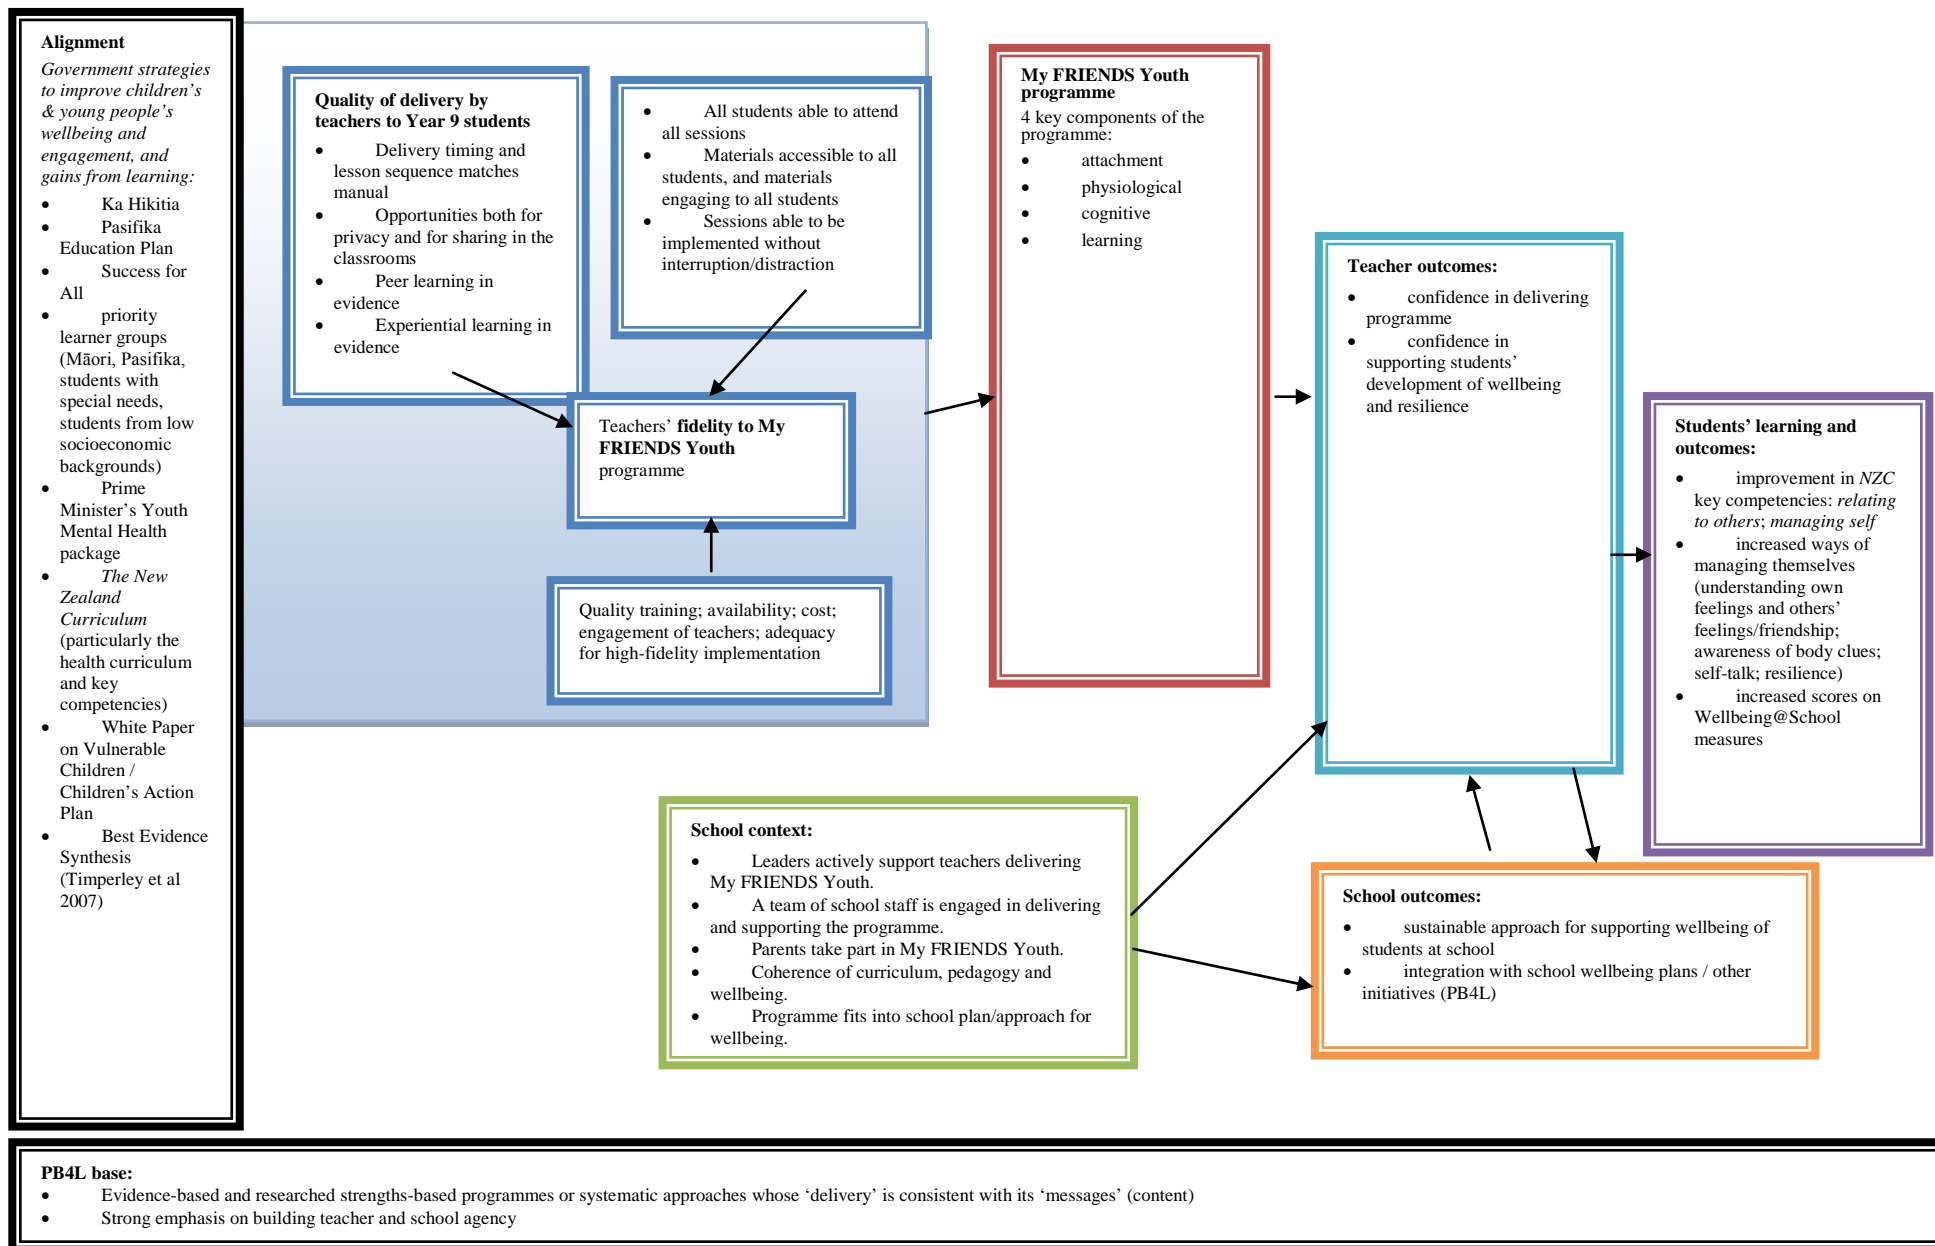 Alignment
Government strategies
to improve children's
& young people's
wellbeing and
engagement, and
gains from learning:
• Ka Hikitia
• Pasifika
Education Plan
• Success for
All
• priority
learner groups
(Māori, Pasifika,
students with
special needs,
students from low
socioeconomic
backgrounds)
• Prime
Minister's Youth
Mental Health
package
• The New
Zealand
Curriculum
(particularly the
health curriculum
and key
competencies)
• White Paper
on Vulnerable
Children /
Children's Action
Plan
• Best Evidence
Synthesis
(Timperley et al
2007)
Quality of delivery by
teachers to Year 9 students
• Delivery timing and
lesson sequence matches
manual
• Opportunities both for
privacy and for sharing in the
classrooms
• Peer learning in
evidence
• Experiential learning in
evidence
• All students able to attend
all sessions
• Materials accessible to all
students, and materials
engaging to all students
• Sessions able to be
implemented without
interruption/distraction
Teachers' fidelity to My
FRIENDS Youth
programme
Quality training; availability; cost;
engagement of teachers; adequacy
for high-fidelity implementation
My FRIENDS Youth
programme
4 key components of the
programme:
• attachment
• physiological
• cognitive
• learning
Teacher outcomes:
• confidence in delivering
programme
• confidence in
supporting students'
development of wellbeing
and resilience
Students' learning and
outcomes:
• improvement in NZC
key competencies: relating
to others; managing self
• increased ways of
managing themselves
(understanding own
feelings and others'
feelings/friendship;
awareness of body clues;
self-talk; resilience)
• increased scores on
Wellbeing@School
measures
School context:
• Leaders actively support teachers delivering
My FRIENDS Youth.
• A team of school staff is engaged in delivering
and supporting the programme.
• Parents take part in My FRIENDS Youth.
• Coherence of curriculum, pedagogy and
wellbeing.
• Programme fits into school plan/approach for
wellbeing.
School outcomes:
• sustainable approach for supporting wellbeing of
students at school
• integration with school wellbeing plans / other
initiatives (PB4L)
PB4L base:
• Evidence-based and researched strengths-based programmes or systematic approaches whose 'delivery' is consistent with its 'messages' (content)
• Strong emphasis on building teacher and school agency